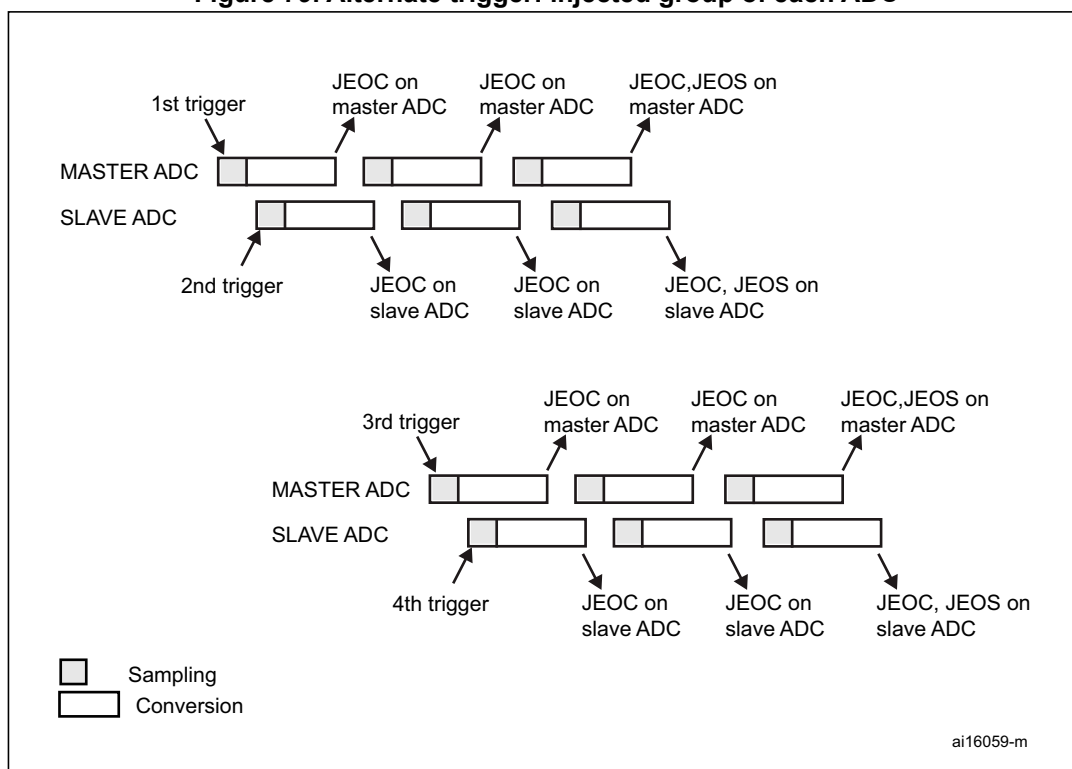 1st trigger
JEOC on
master ADC
JEOC on
master ADC
JEOC,JEOS on
master ADC
MASTER ADC
SLAVE ADC
2nd trigger
JEOC on
slave ADC
JEOC on
slave ADC
JEOC, JEOS on
slave ADC
3rd trigger
JEOC on
master ADC
JEOC on
master ADC
JEOC,JEOS on
master ADC
MASTER ADC
SLAVE ADC
4th trigger
JEOC on
slave ADC
JEOC on
slave ADC
JEOC, JEOS on
slave ADC
Sampling
Conversion
ai16059-m